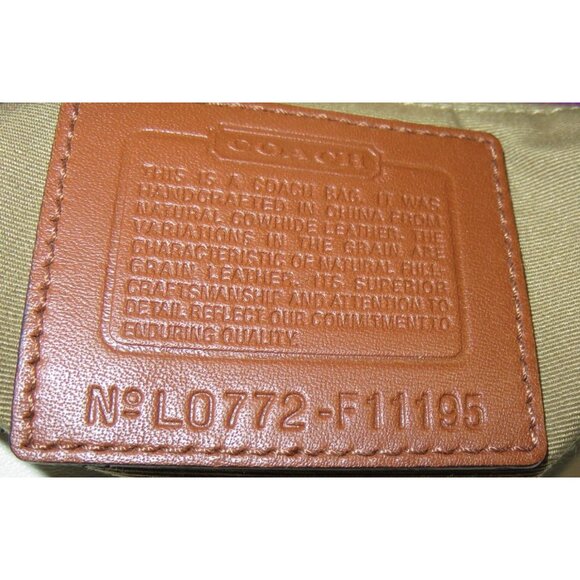 COACH
THIS IS A COACH BAG. IT WAS
HANDCRAFTED IN CHINA FROM
NATURAL COWHIDE LEATHER. THE
VARIATIONS IN THE GRAIN ARE
CHARACTERISTIC OF NATURAL FULL
GRAIN LEATHER. ITS SUPERIOR
CRAFTSMANSHIP AND ATTENTION TO
DETAIL REFLECT OUR COMMITMENT TO
ENDURING QUALITY.
Nº L0772-F11195